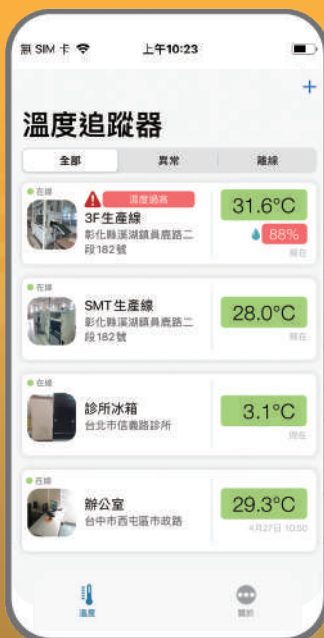 無 SIM 卡
上午10:23
+
溫度追蹤器
全部
異常
離線
在線
溫度過高
3F生產線
彰化縣溪湖鎮員鹿路二
段182號
31.6°C
88%
現在
在線
SMT生產線
彰化縣溪湖鎮員鹿路二
段182號
28.0°C
現在
在線
診所冰箱
台北市信義路診所
3.1°C
現在
在線
辦公室
台中市西屯區市政路
29.3°C
4月27日 10:50
溫度
關於